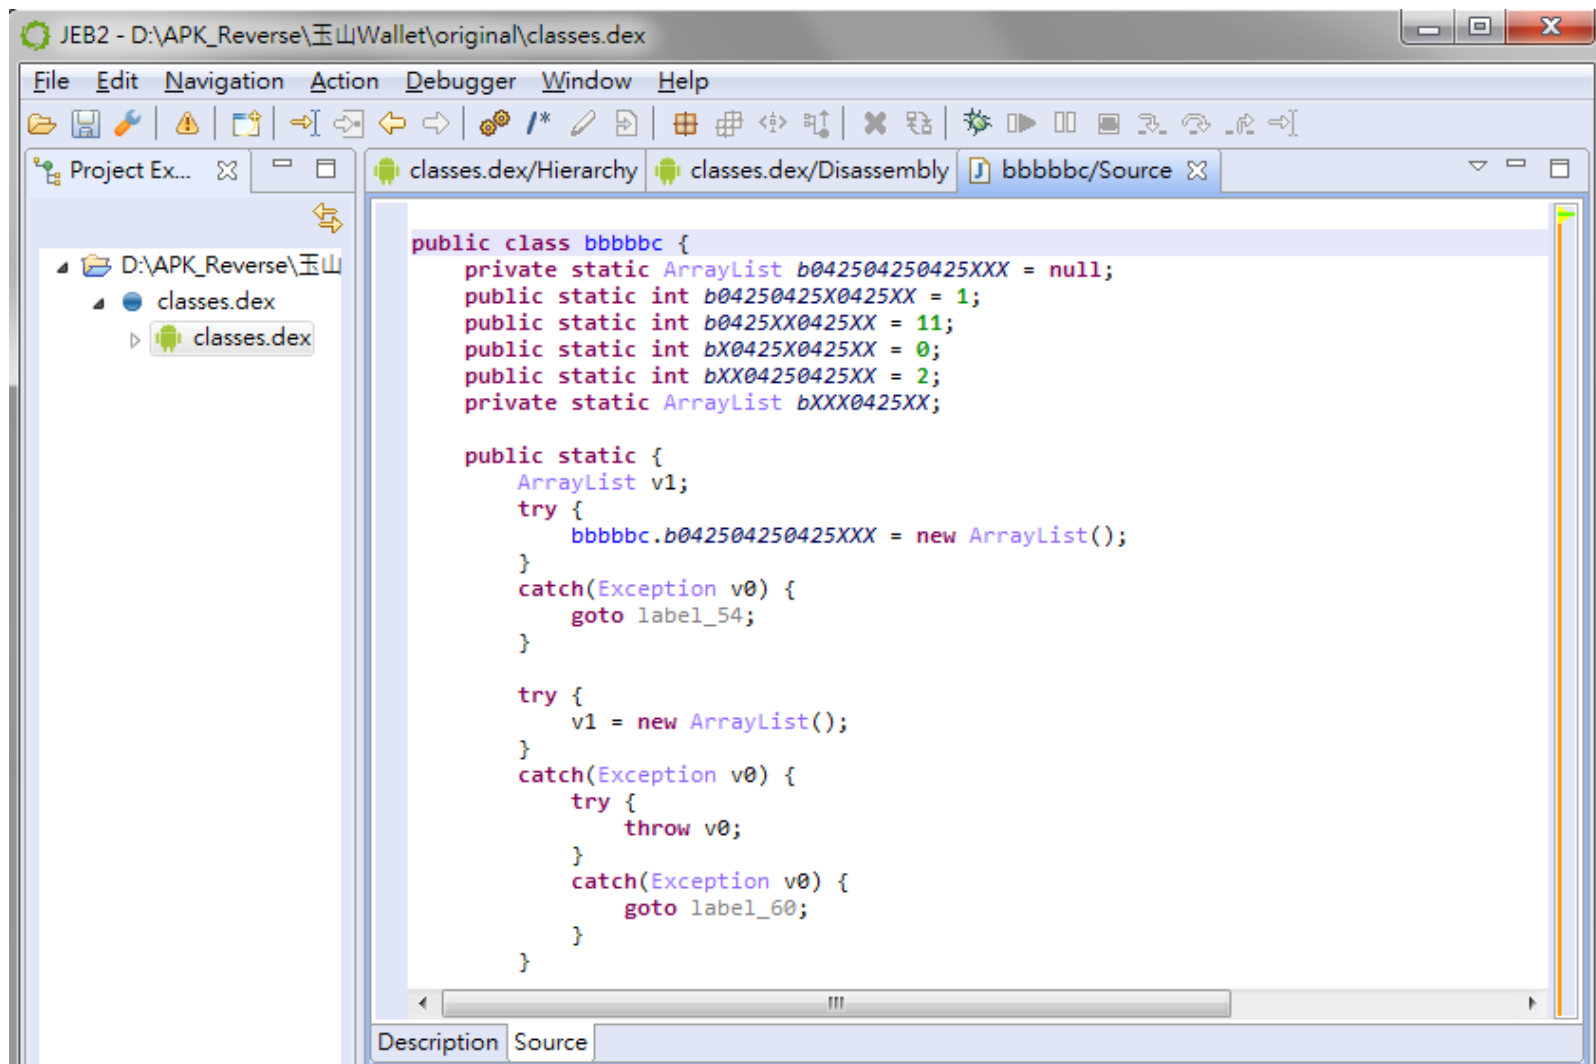 JEB2 - D:\APK_Reverse\玉山Wallet\original\classes.dex
File Edit Navigation Action Debugger Window Help
Project Ex...
classes.dex/Hierarchy classes.dex/Disassembly bbbbbc/Source
D:\APK_Reverse\玉山
classes.dex
classes.dex
public class bbbbbc {
private static ArrayList b042504250425XXX = null;
public static int b04250425X0425XX = 1;
public static int b0425XX0425XX = 11;
public static int bX0425X0425XX = 0;
public static int bXX04250425XX = 2;
private static ArrayList bXXX0425XX;
public static {
ArrayList v1;
try {
bbbbbc.b042504250425XXX = new ArrayList();
}
catch(Exception v0) {
goto label_54;
}
try {
v1 = new ArrayList();
}
catch(Exception v0) {
try {
throw v0;
}
catch(Exception v0) {
goto label_60;
}
}
Description Source